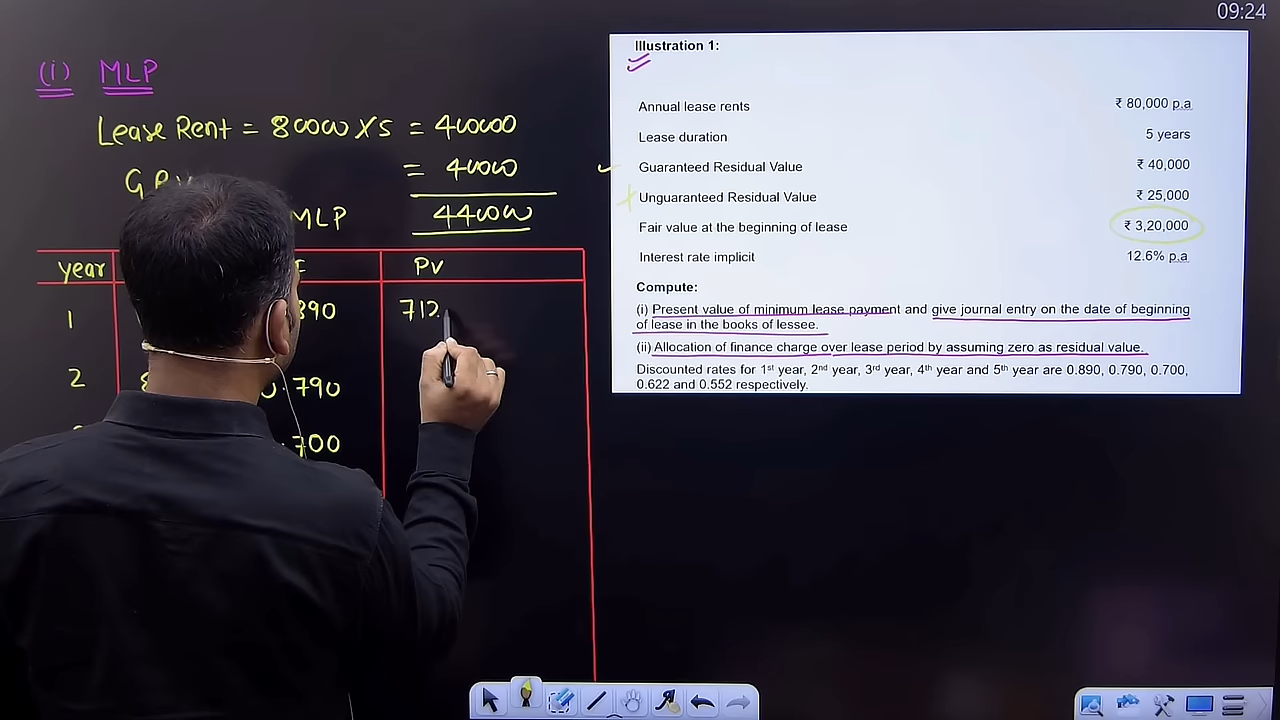 09:24
(i) MLP
Lease Rent = 80000 X 5 = 400000
= 40000
MLP 440000
year PV
1 890 712
2 790
700
Illustration 1:
Annual lease rents ₹ 80,000 p.a
Lease duration 5 years
Guaranteed Residual Value ₹ 40,000
Unguaranteed Residual Value ₹ 25,000
Fair value at the beginning of lease ₹ 3,20,000
Interest rate implicit 12.6% p.a
Compute:
(i) Present value of minimum lease payment and give journal entry on the date of beginning
of lease in the books of lessee.
(ii) Allocation of finance charge over lease period by assuming zero as residual value.
Discounted rates for 1st year, 2nd year, 3rd year, 4th year and 5th year are 0.890, 0.790, 0.700,
0.622 and 0.552 respectively.